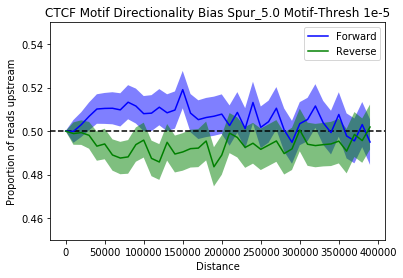 CTCF Motif Directionality Bias Spur_5.0 Motif-Thresh 1e-5
Forward
Reverse
Proportion of reads upstream
0.54
0.52
0.50
0.48
0.46
0 50000 100000 150000 200000 250000 300000 350000 400000
Distance